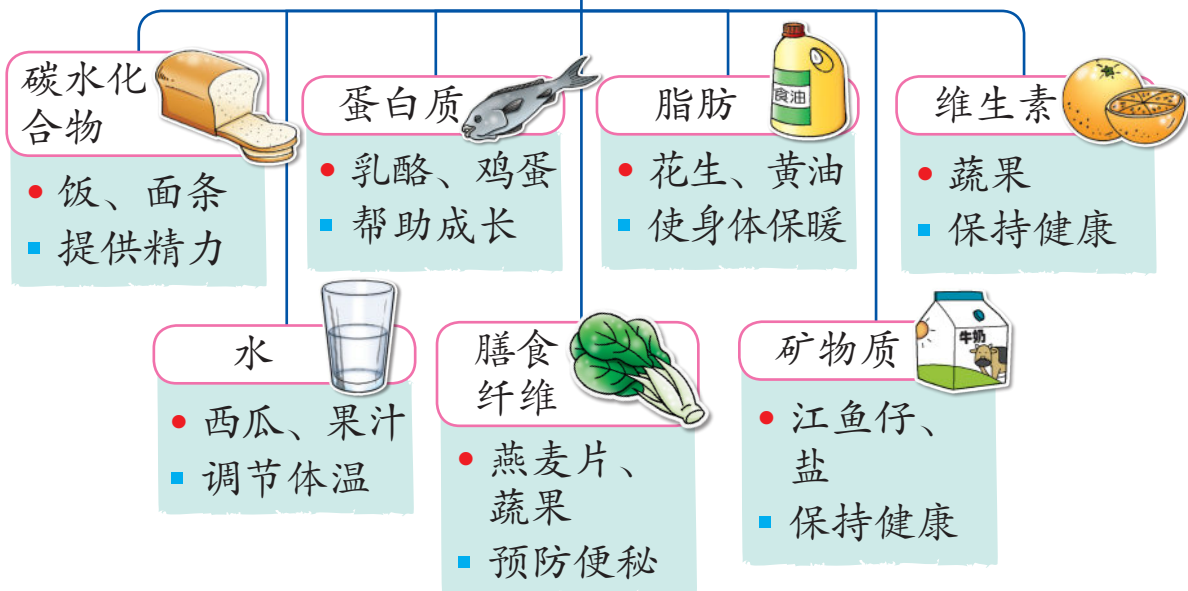 碳水化
合物
饭、面条
提供精力
蛋白质
乳酪、鸡蛋
帮助成长
食油
脂肪
花生、黄油
使身体保暖
维生素
蔬果
保持健康
水
西瓜、果汁
调节体温
膳食
纤维
燕麦片、
蔬果
预防便秘
牛奶
矿物质
江鱼仔、
盐
保持健康